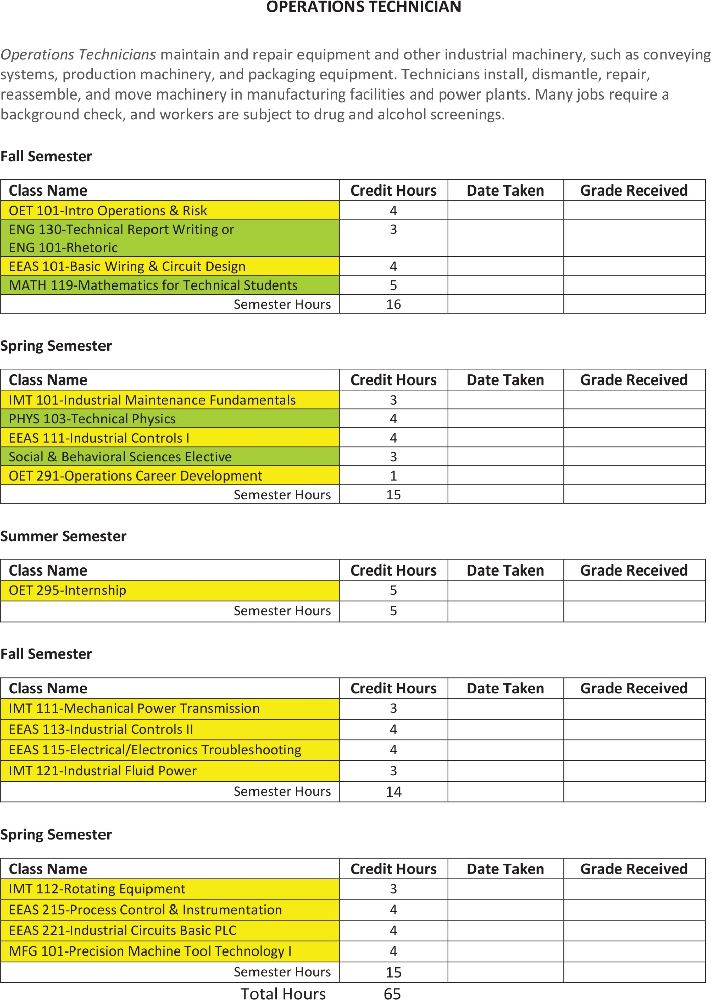 OPERATIONS TECHNICIAN
Operations Technicians maintain and repair equipment and other industrial machinery, such as conveying
systems, production machinery, and packaging equipment. Technicians install, dismantle, repair,
reassemble, and move machinery in manufacturing facilities and power plants. Many jobs require a
background check, and workers are subject to drug and alcohol screenings.
Fall Semester
Class Name Credit Hours Date Taken Grade Received
OET 101-Intro Operations & Risk 4
ENG 130-Technical Report Writing or 3
ENG 101-Rhetoric
EEAS 101-Basic Wiring & Circuit Design 4
MATH 119-Mathematics for Technical Students 5
Semester Hours 16
Spring Semester
Class Name Credit Hours Date Taken Grade Received
IMT 101-Industrial Maintenance Fundamentals 3
PHYS 103-Technical Physics 4
EEAS 111-Industrial Controls I 4
Social & Behavioral Sciences Elective 3
OET 291-Operations Career Development 1
Semester Hours 15
Summer Semester
Class Name Credit Hours Date Taken Grade Received
OET 295-Internship 5
Semester Hours 5
Fall Semester
Class Name Credit Hours Date Taken Grade Received
IMT 111-Mechanical Power Transmission 3
EEAS 113-Industrial Controls II 4
EEAS 115-Electrical/Electronics Troubleshooting 4
IMT 121-Industrial Fluid Power 3
Semester Hours 14
Spring Semester
Class Name Credit Hours Date Taken Grade Received
IMT 112-Rotating Equipment 3
EEAS 215-Process Control & Instrumentation 4
EEAS 221-Industrial Circuits Basic PLC 4
MFG 101-Precision Machine Tool Technology I 4
Semester Hours 15
Total Hours 65